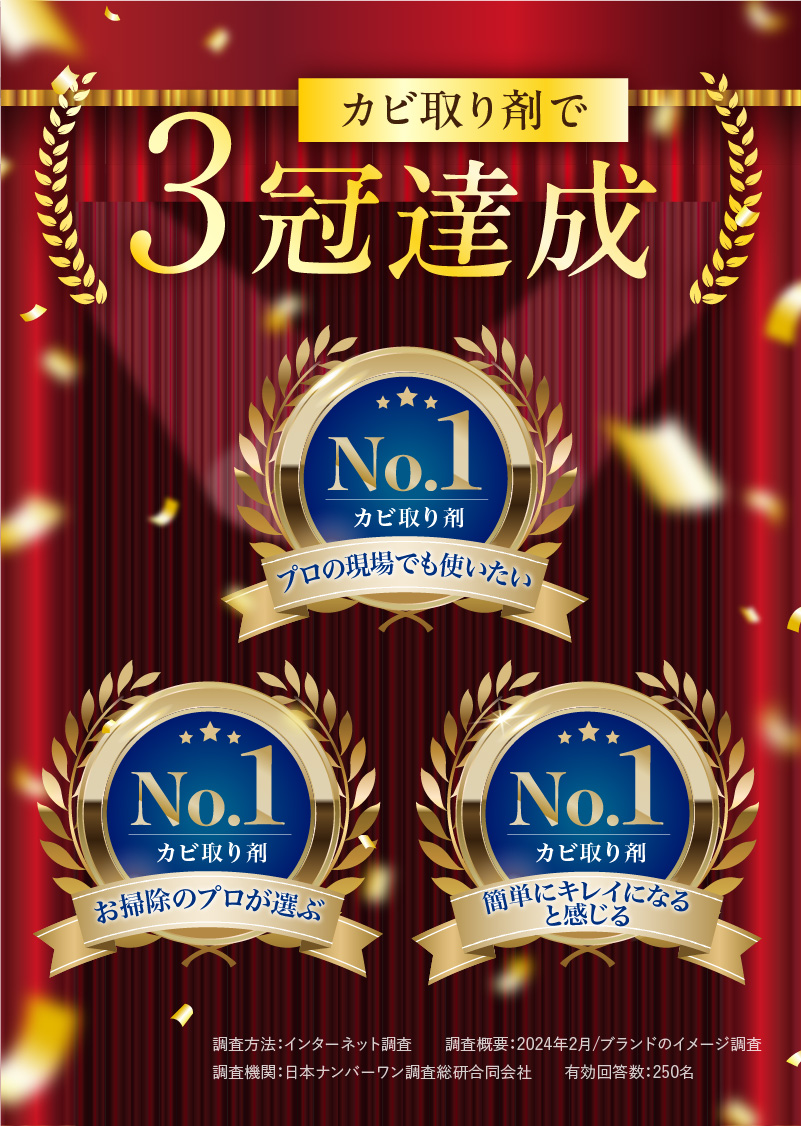 カビ取り剤で
3冠達成
No.1
カビ取り剤
プロの現場でも使いたい
No.1
カビ取り剤
お掃除のプロが選ぶ
No.1
カビ取り剤
簡単にキレイになる
と感じる
調査方法：インターネット調査　調査概要：2024年2月/ブランドのイメージ調査
調査機関：日本ナンバーワン調査総研合同会社　有効回答数：250名